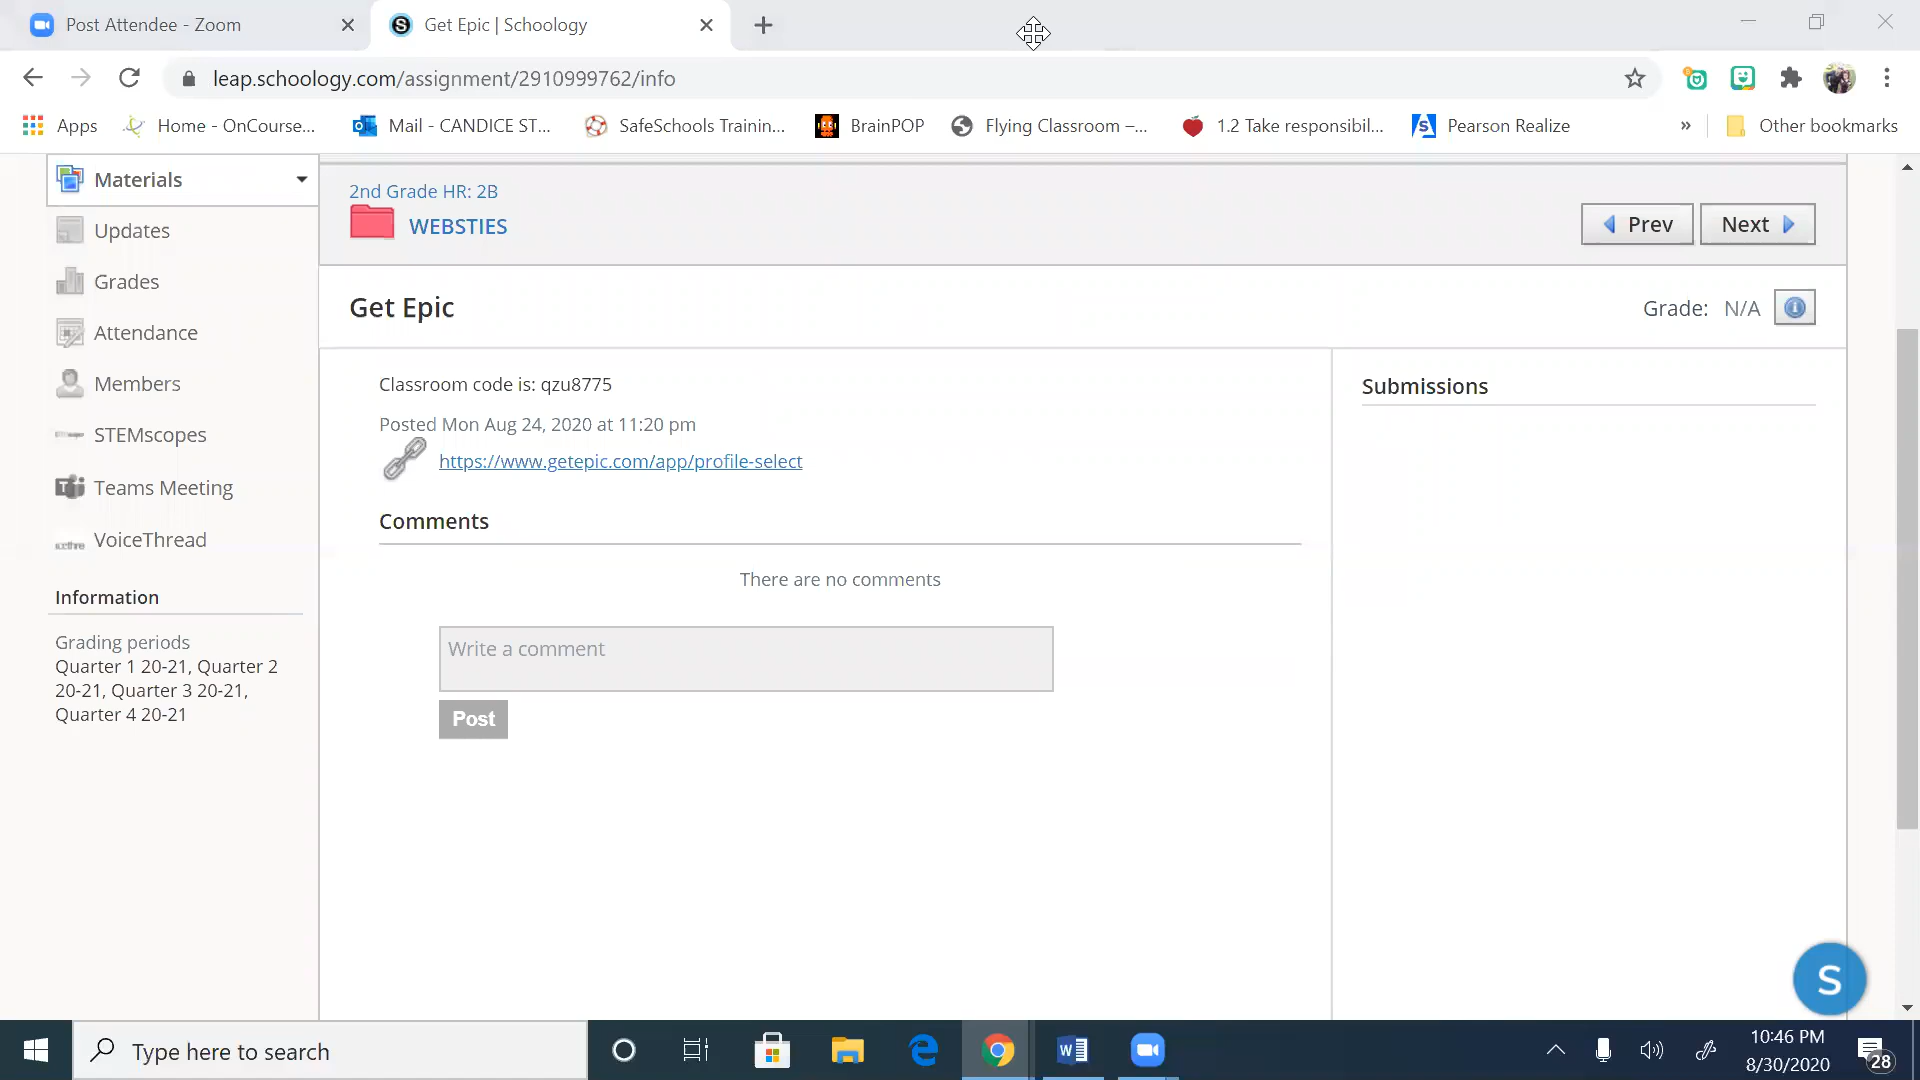 Post Attendee - Zoom
Get Epic | Schoology
leap.schoology.com/assignment/2910999762/info
Apps
Home - OnCourse...
Mail - CANDICE ST...
SafeSchools Trainin...
BrainPOP
Flying Classroom –...
1.2 Take responsibil...
Pearson Realize
»
Other bookmarks
Materials
Updates
Grades
Attendance
Members
STEMscopes
Teams Meeting
VoiceThread
Information
Grading periods
Quarter 1 20-21, Quarter 2
20-21, Quarter 3 20-21,
Quarter 4 20-21
2nd Grade HR: 2B
WEBSTIES
Prev
Next
Get Epic
Grade: N/A
Classroom code is: qzu8775
Posted Mon Aug 24, 2020 at 11:20 pm
https://www.getepic.com/app/profile-select
Comments
There are no comments
Write a comment
Post
Submissions
S
Type here to search
10:46 PM
8/30/2020
28